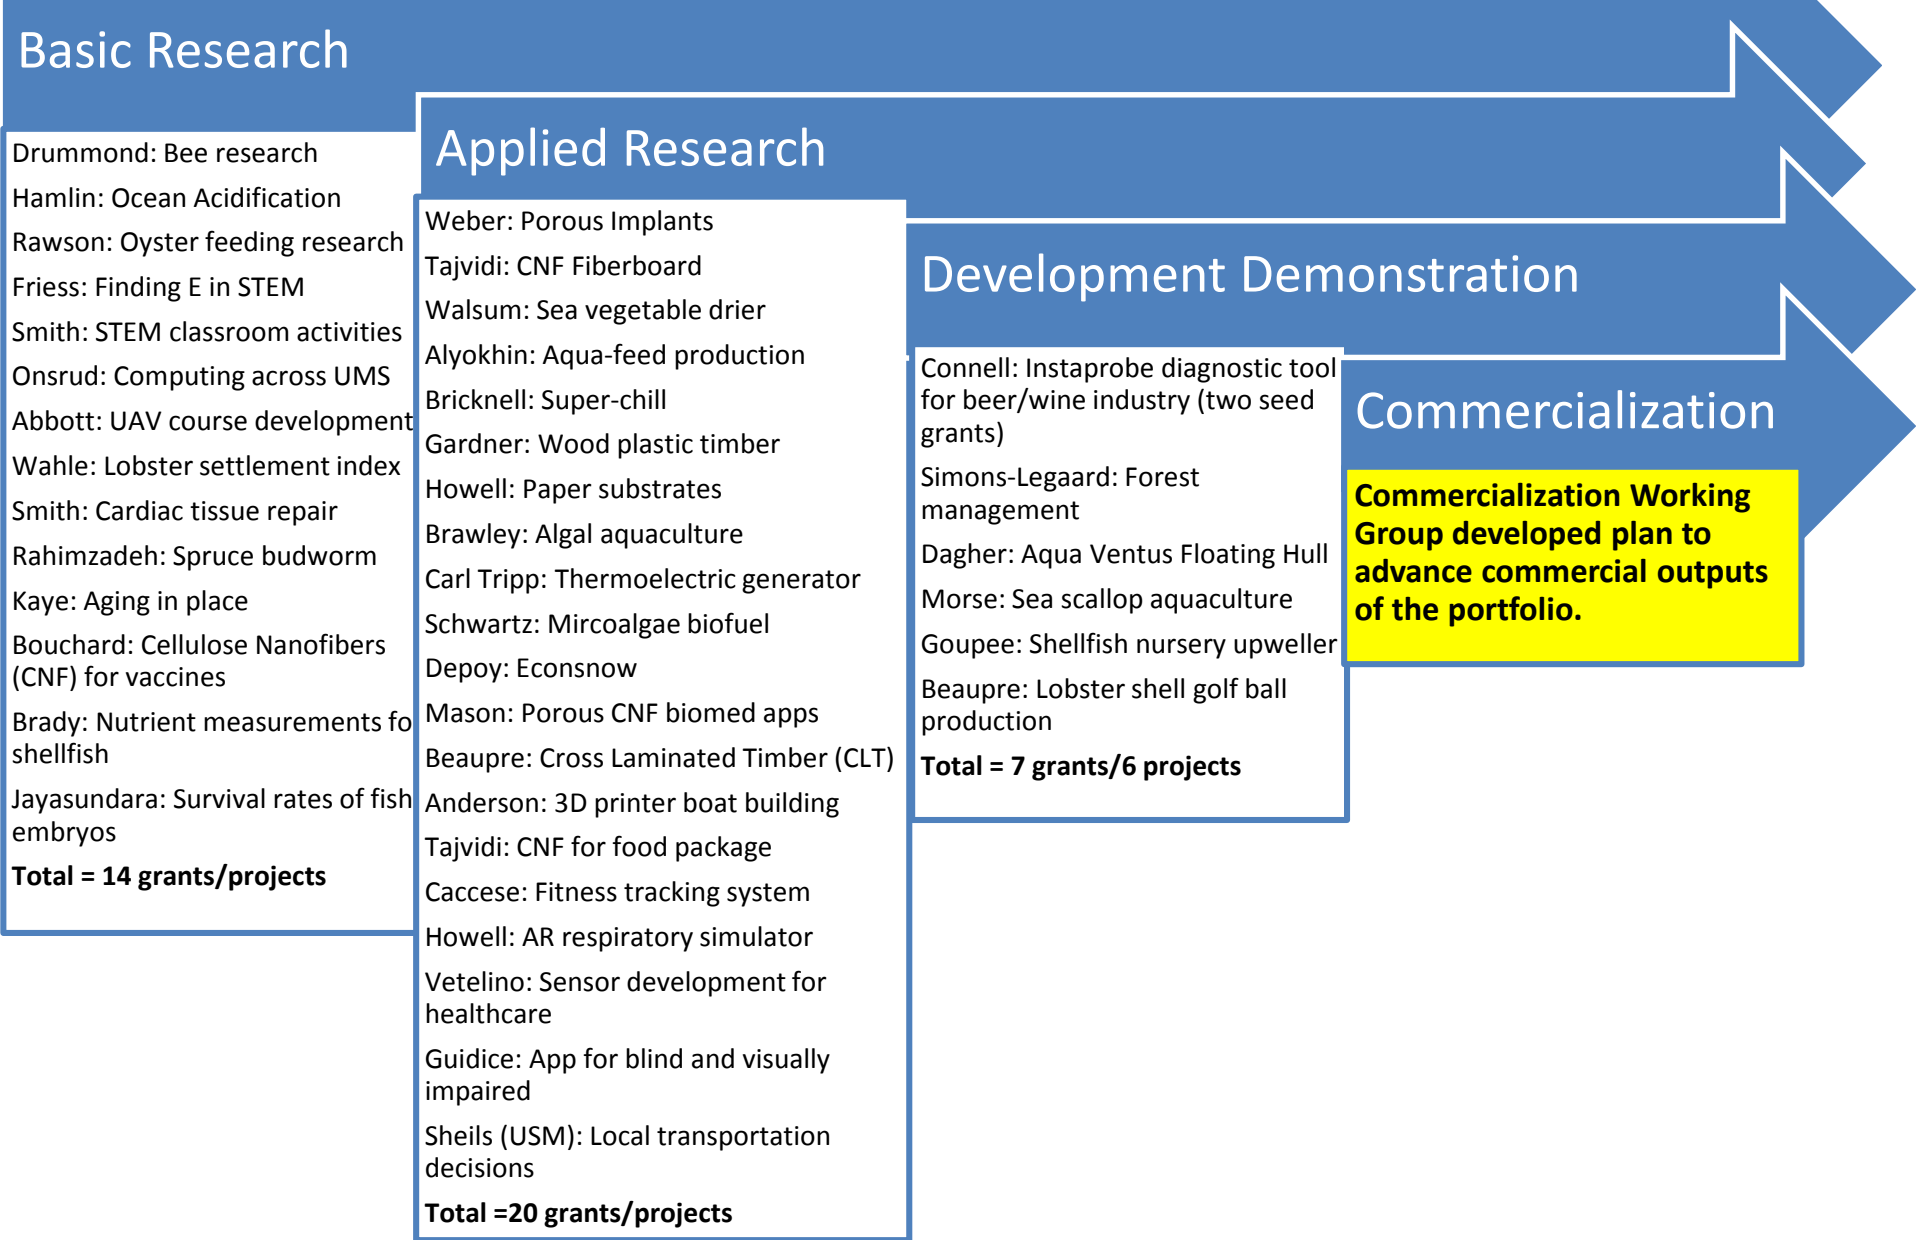 Basic Research
Drummond: Bee research
Hamlin: Ocean Acidification
Rawson: Oyster feeding research
Friess: Finding E in STEM
Smith: STEM classroom activities
Onsrud: Computing across UMS
Abbott: UAV course development
Wahle: Lobster settlement index
Smith: Cardiac tissue repair
Rahimzadeh: Spruce budworm
Kaye: Aging in place
Bouchard: Cellulose Nanofibers
(CNF) for vaccines
Brady: Nutrient measurements fo
shellfish
Jayasundara: Survival rates of fish
embryos
Total = 14 grants/projects
Applied Research
Weber: Porous Implants
Tajvidi: CNF Fiberboard
Walsum: Sea vegetable drier
Alyokhin: Aqua-feed production
Bricknell: Super-chill
Gardner: Wood plastic timber
Howell: Paper substrates
Brawley: Algal aquaculture
Carl Tripp: Thermoelectric generator
Schwartz: Mircoalgae biofuel
Depoy: Econsnow
Mason: Porous CNF biomed apps
Beaupre: Cross Laminated Timber (CLT)
Anderson: 3D printer boat building
Tajvidi: CNF for food package
Caccese: Fitness tracking system
Howell: AR respiratory simulator
Vetelino: Sensor development for
healthcare
Guidice: App for blind and visually
impaired
Sheils (USM): Local transportation
decisions
Total =20 grants/projects
Development Demonstration
Connell: Instaprobe diagnostic tool
for beer/wine industry (two seed
grants)
Simons-Legaard: Forest
management
Dagher: Aqua Ventus Floating Hull
Morse: Sea scallop aquaculture
Goupee: Shellfish nursery upweller
Beaupre: Lobster shell golf ball
production
Total = 7 grants/6 projects
Commercialization
Commercialization Working
Group developed plan to
advance commercial outputs
of the portfolio.